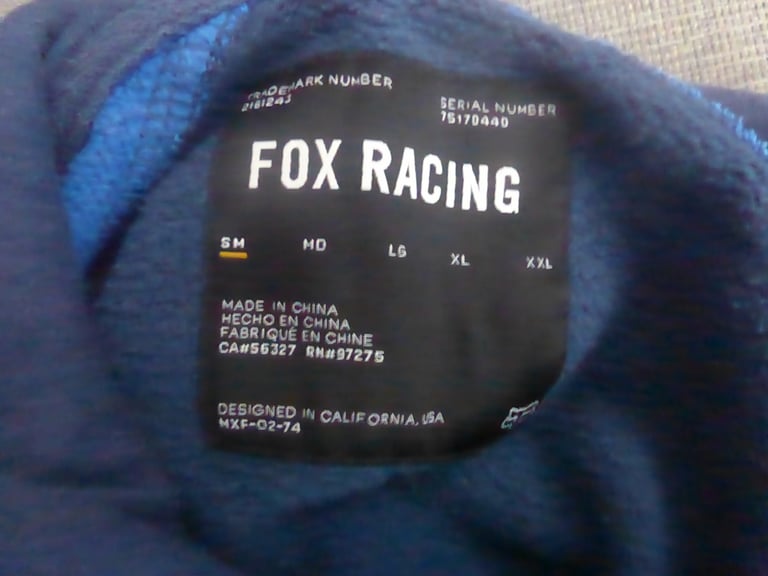 TRADEMARK NUMBER
2161243
SERIAL NUMBER
75170440
FOX RACING
SM MD LG XL XXL
MADE IN CHINA
HECHO EN CHINA
FABRIQUÉ EN CHINE
CA#56327 RN#97275
DESIGNED IN CALIFORNIA, USA
MXF-02-74